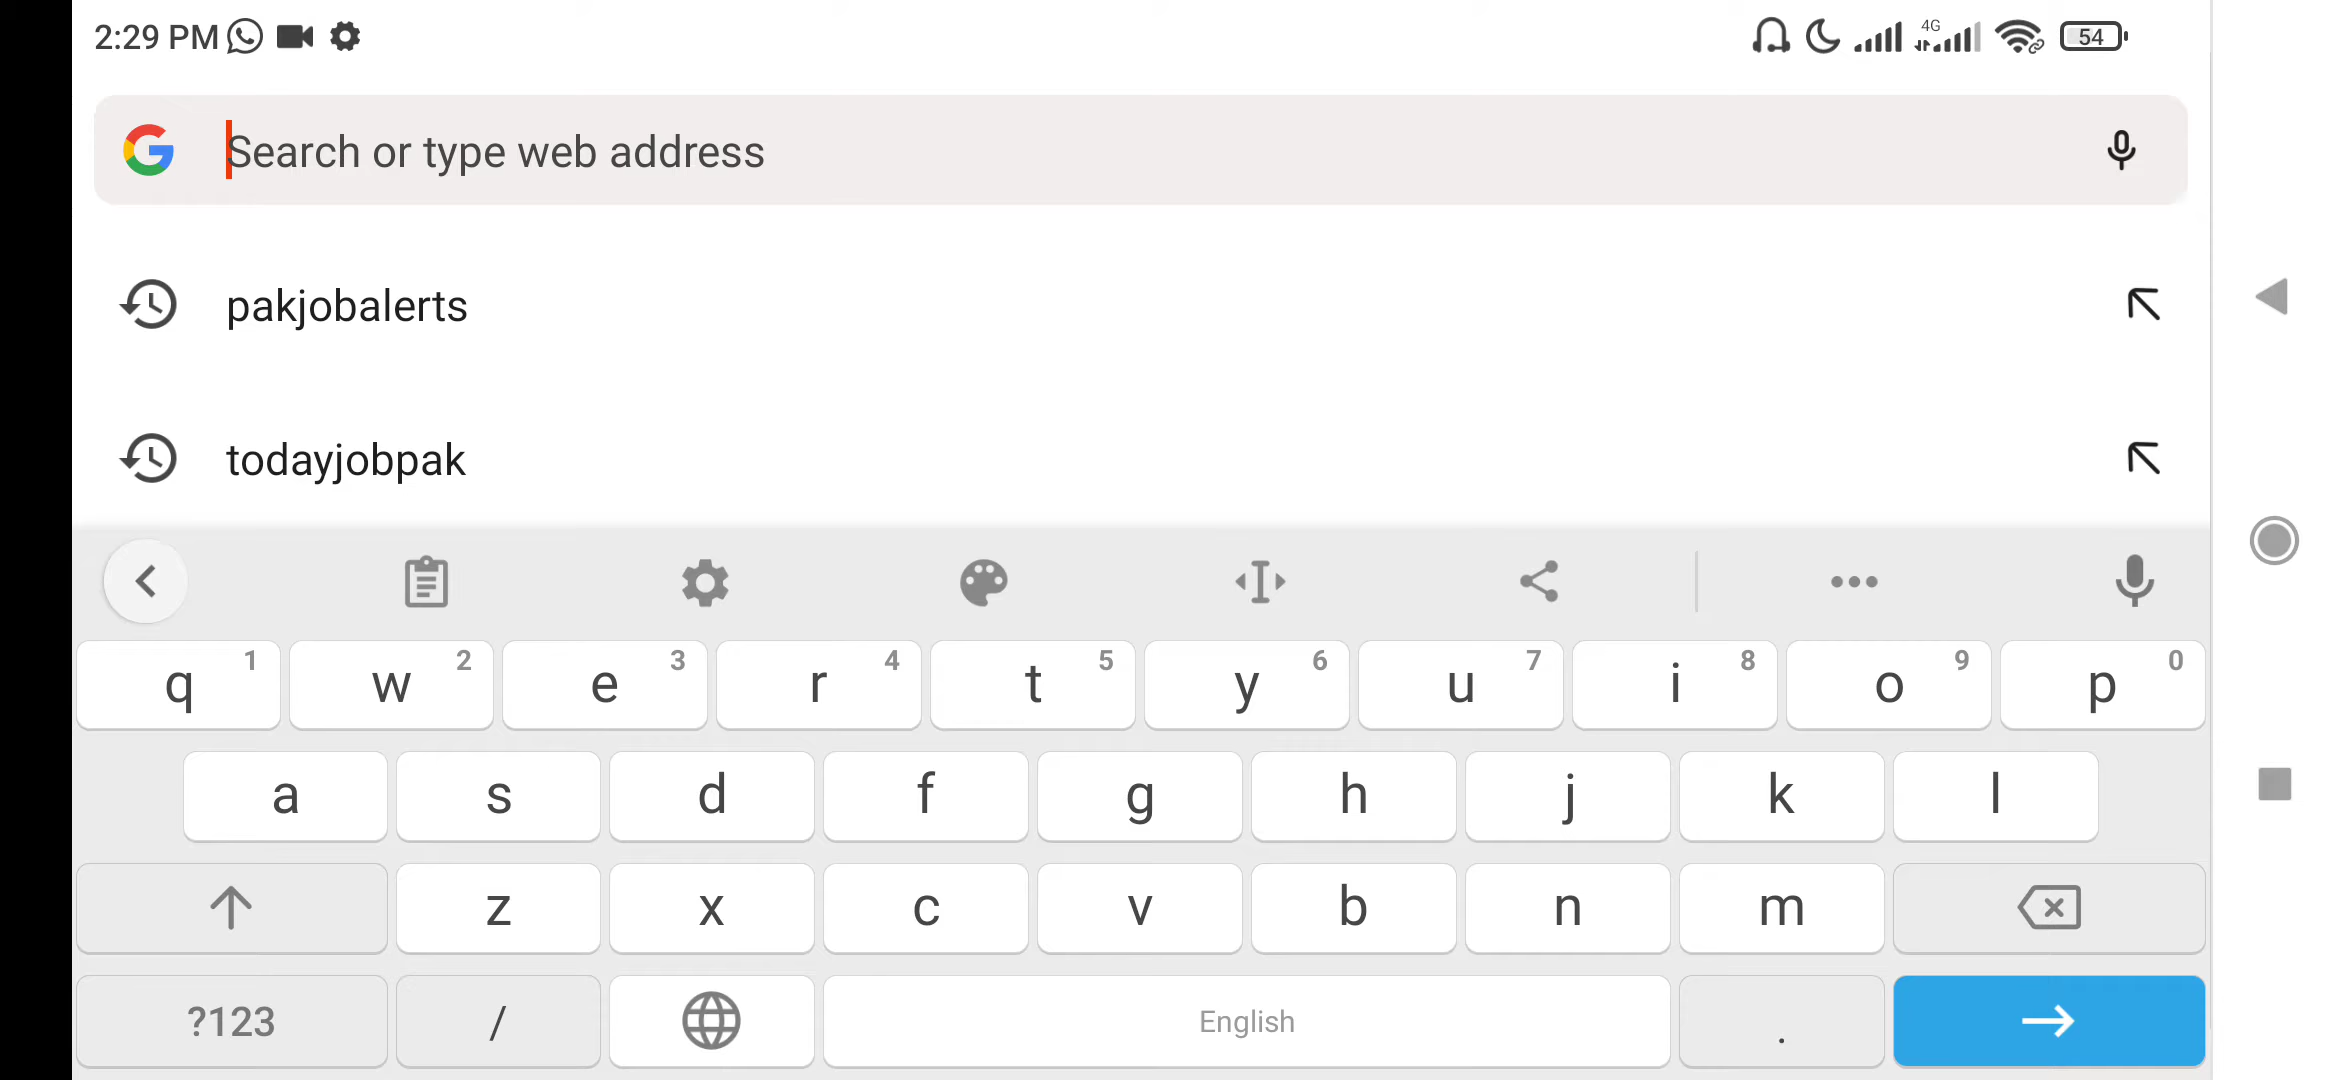 2:29 PM 4G 54
Search or type web address
pakjobalerts
todayjobpak
q 1 w 2 e 3 r 4 t 5 y 6 u 7 i 8 o 9 p 0
a s d f g h j k l
z x c v b n m
?123 / English .